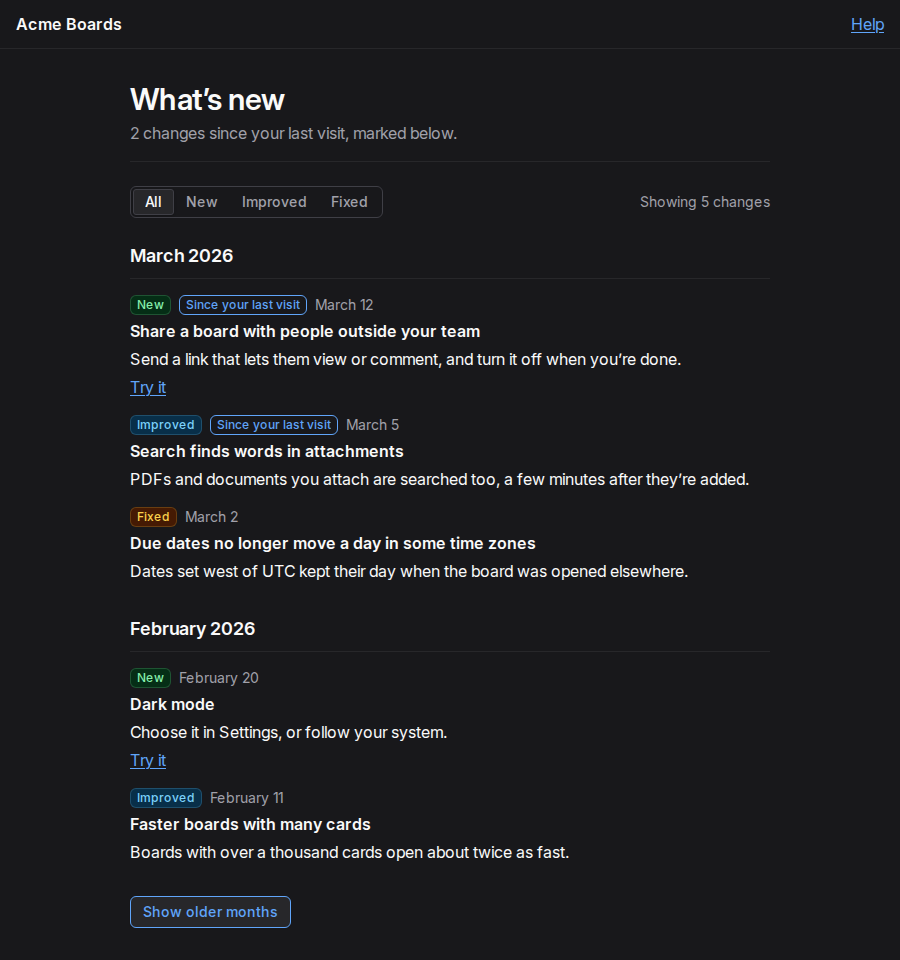 Acme Boards Help
What’s new
2 changes since your last visit, marked below.
All New Improved Fixed Showing 5 changes
March 2026
New Since your last visit March 12
Share a board with people outside your team
Send a link that lets them view or comment, and turn it off when you’re done.
Try it
Improved Since your last visit March 5
Search finds words in attachments
PDFs and documents you attach are searched too, a few minutes after they’re added.
Fixed March 2
Due dates no longer move a day in some time zones
Dates set west of UTC kept their day when the board was opened elsewhere.
February 2026
New February 20
Dark mode
Choose it in Settings, or follow your system.
Try it
Improved February 11
Faster boards with many cards
Boards with over a thousand cards open about twice as fast.
Show older months